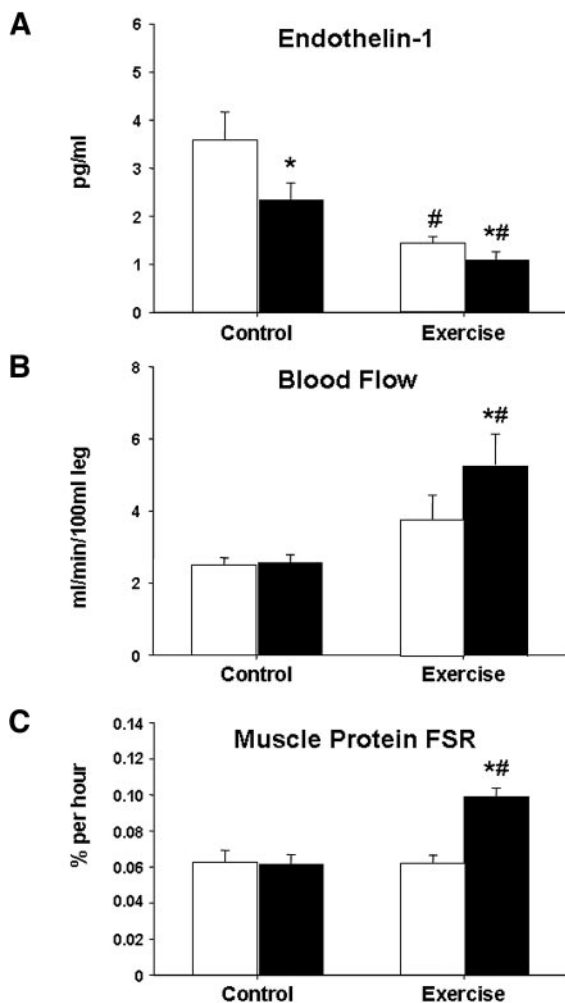 A
Endothelin-1
6
5
4
3
2
1
0
pg/ml
*
#
*#
Control Exercise
B
Blood Flow
8
6
4
2
0
ml/min/100ml leg
*#
Control Exercise
C
Muscle Protein FSR
0.14
0.12
0.10
0.08
0.06
0.04
0.02
0
% per hour
*#
Control Exercise